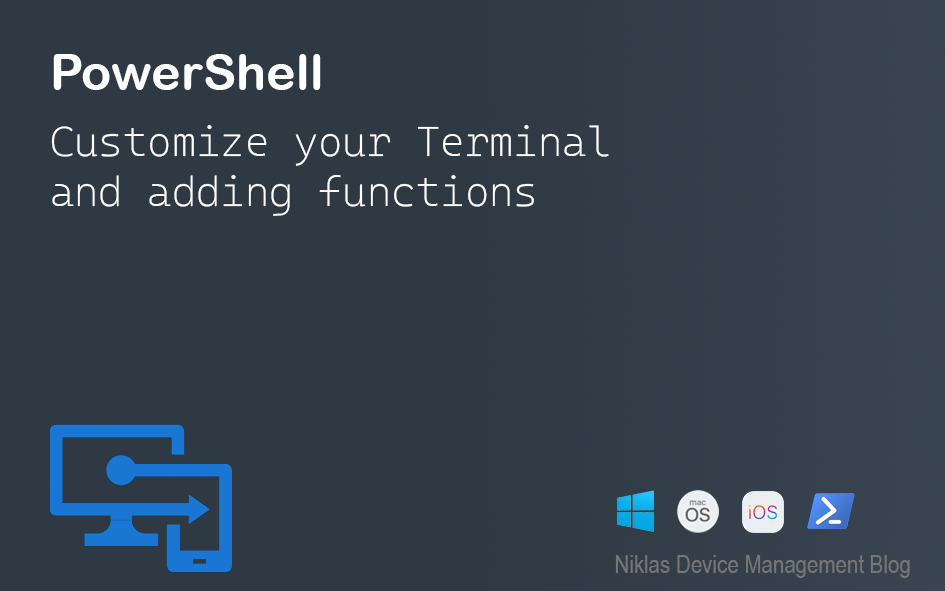 PowerShell
Customize your Terminal
and adding functions
mac
OS
iOS
Niklas Device Management Blog